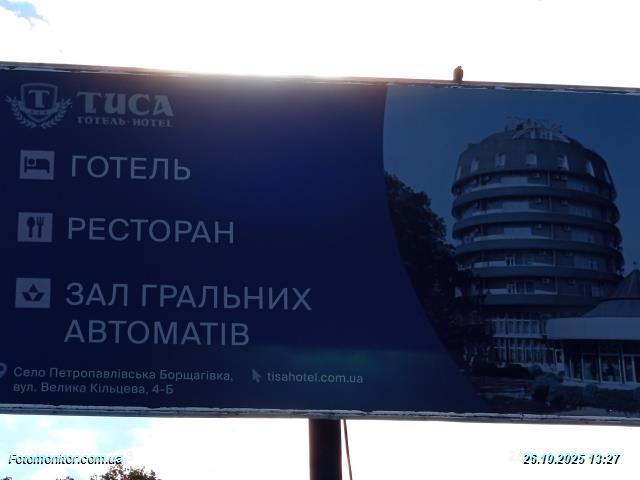 Т
ТИСА
ГОТЕЛЬ · HOTEL
ГОТЕЛЬ
РЕСТОРАН
ЗАЛ ГРАЛЬНИХ
АВТОМАТІВ
Село Петропавлівська Борщагівка,
вул. Велика Кільцева, 4-Б
tisahotel.com.ua
Fotomonitor.com.ua
26.10.2025 13:27